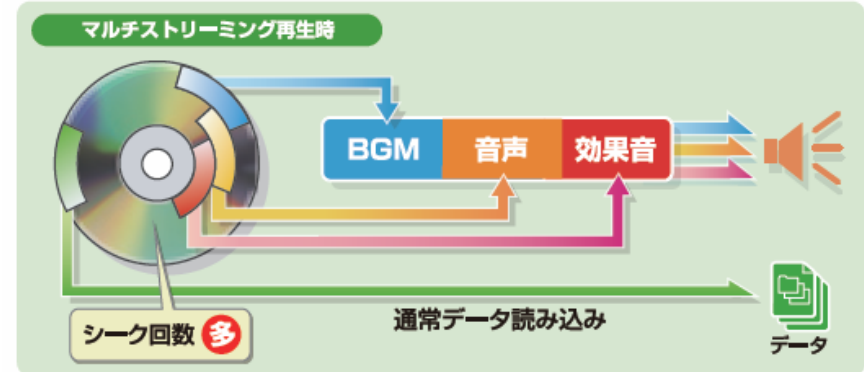 マルチストリーミング再生時
BGM 音声 効果音
シーク回数 多
通常データ読み込み
データ